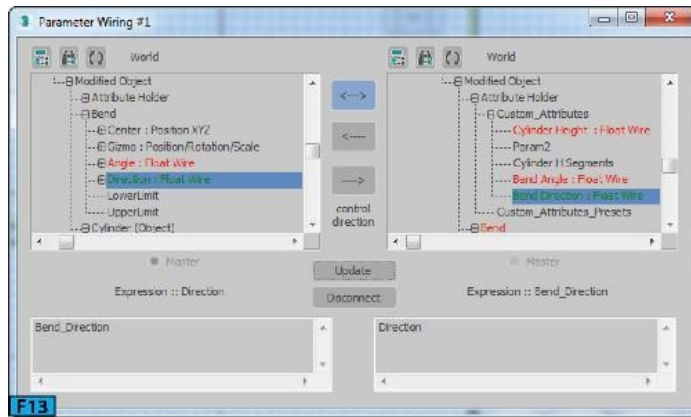 Parameter Wiring #1
World
Modified Object
Attribute Holder
Bend
Center : Position XYZ
Gizmo : Position/Rotation/Scale
Angle : Float Wire
Direction : Float Wire
LowerLimit
UpperLimit
Cylinder (Object)
<--->
<----
---->
control
direction
World
Modified Object
Attribute Holder
Custom_Attributes
Cylinder Height : Float Wire
Param2
Cylinder H Segments
Bend Angle : Float Wire
Bend Direction : Float Wire
Custom_Attributes_Presets
Bend
Master
Update
Master
Expression :: Direction
Disconnect
Expression :: Bend_Direction
Bend_Direction
Direction
F13